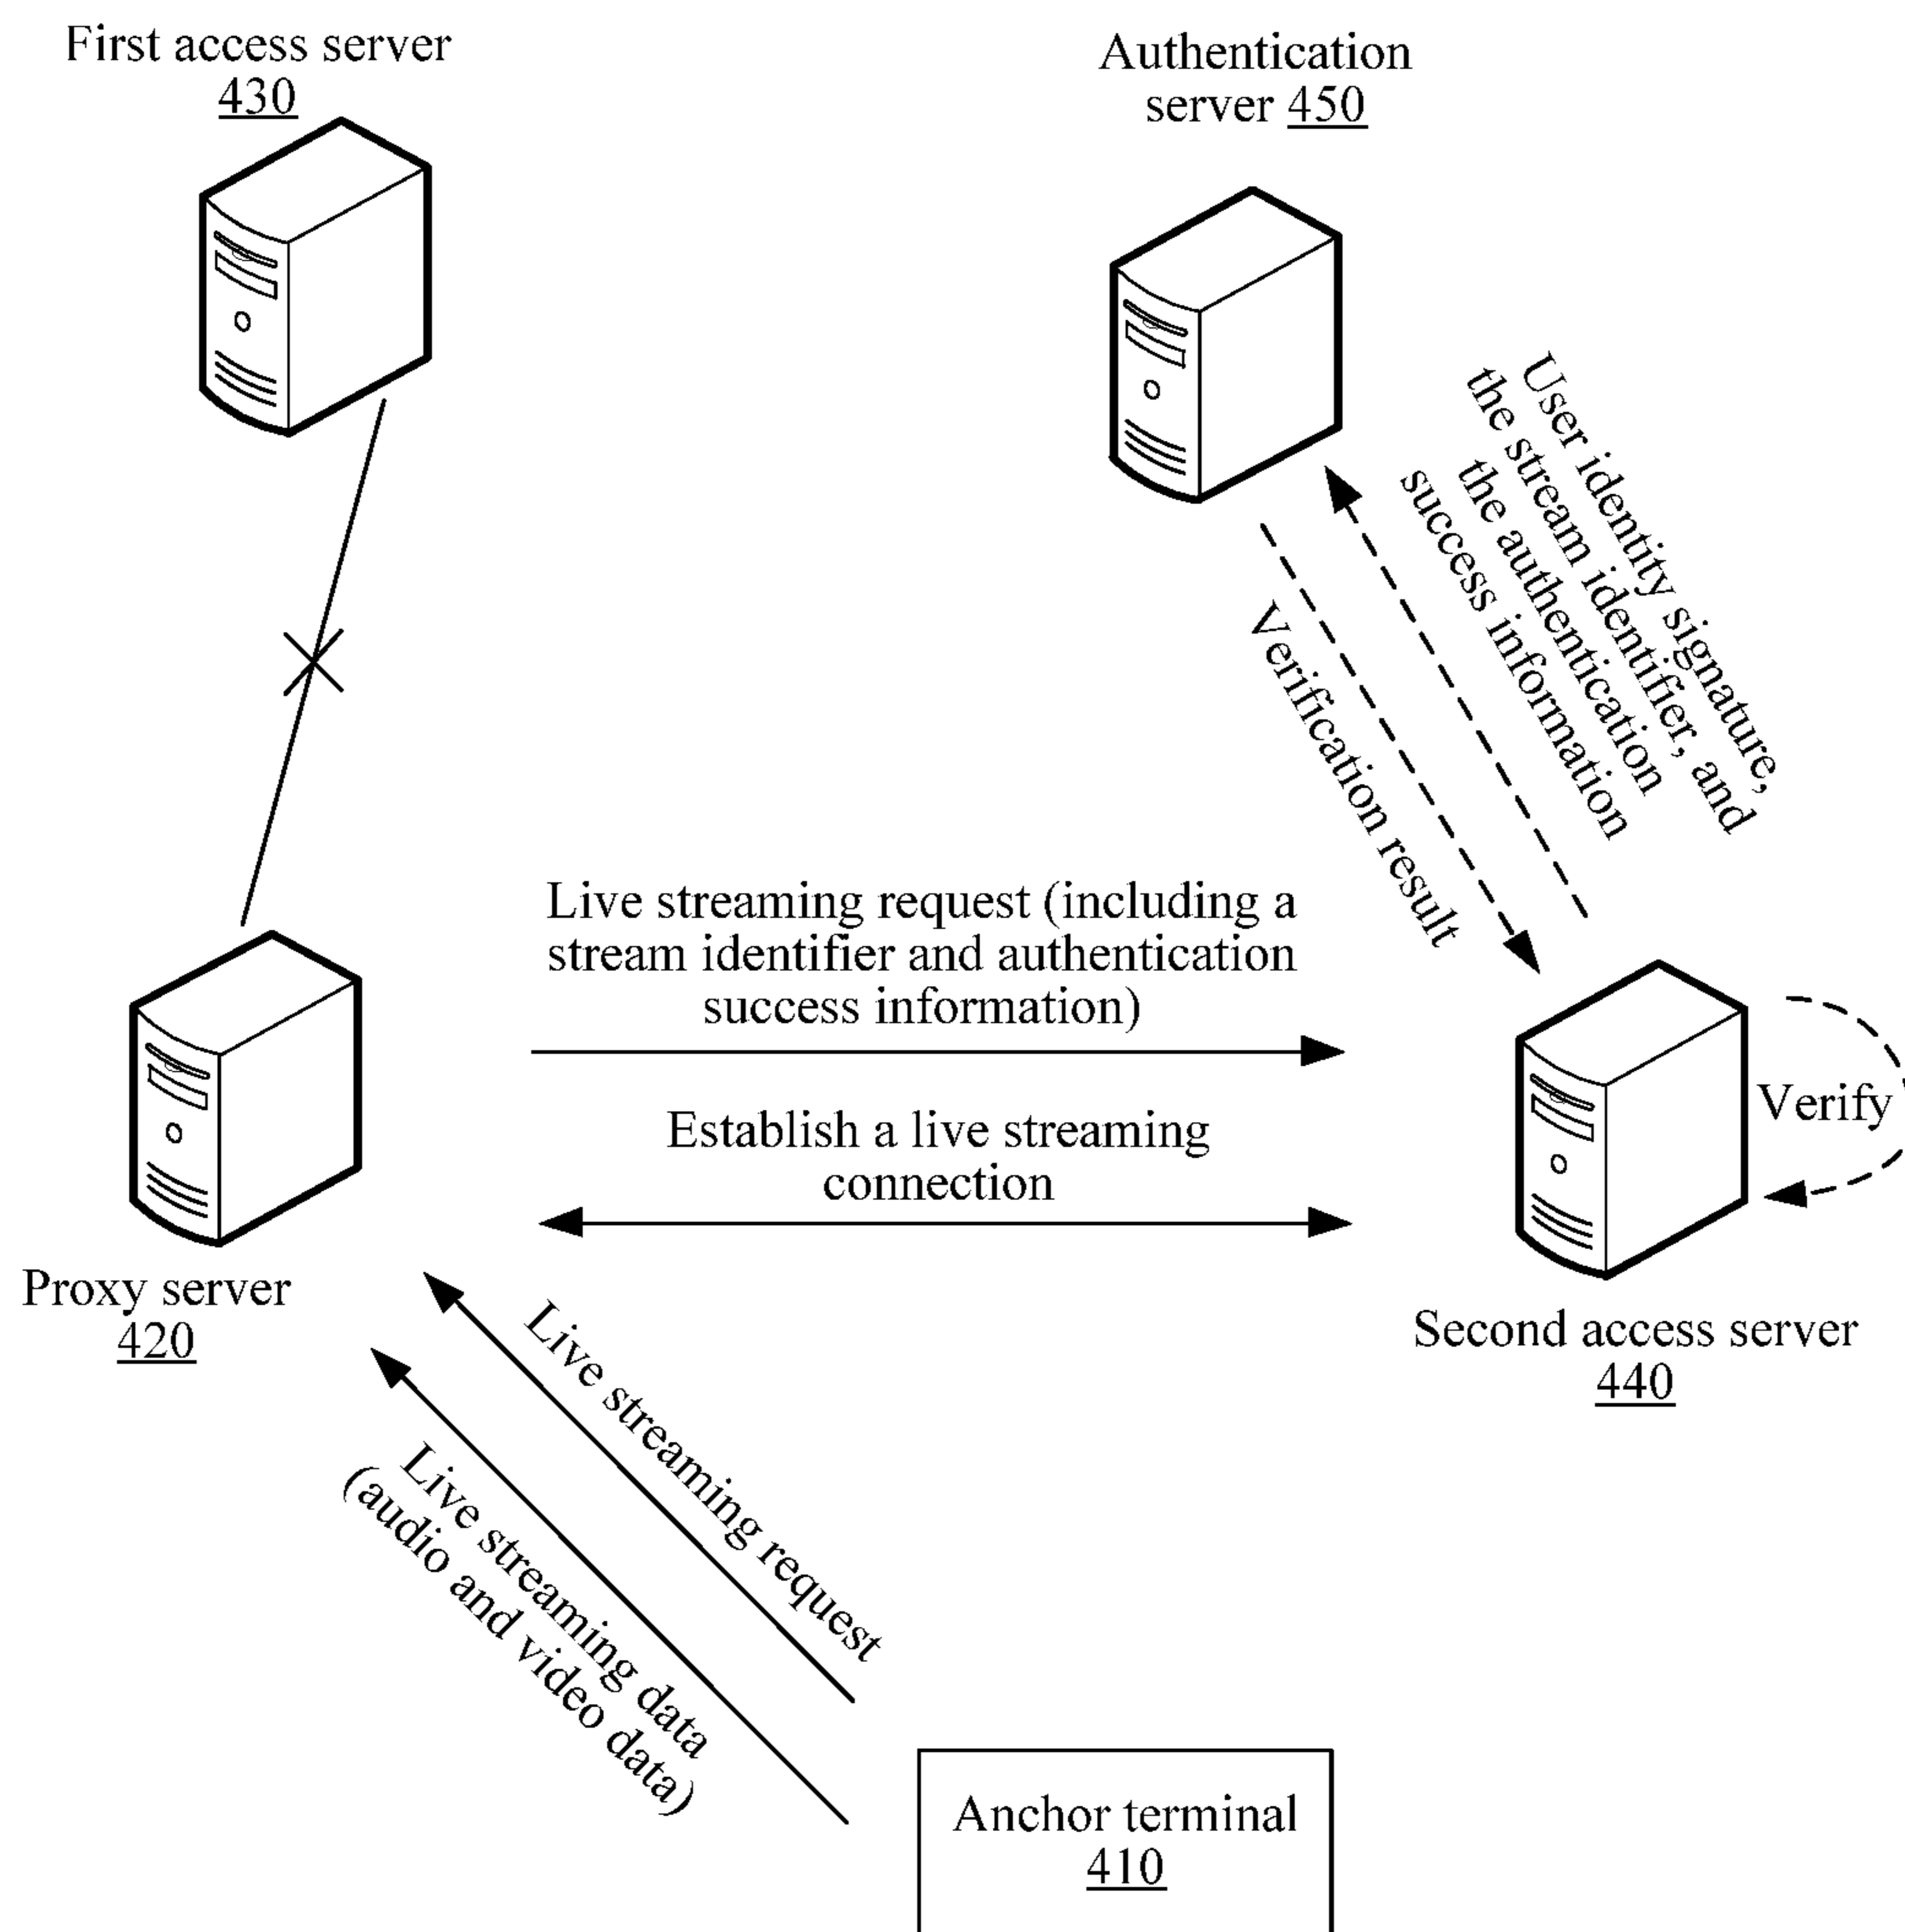 First access server
430
Authentication
server 450
User identity signature,
the stream identifier, and
the authentication
success information
Verification result
Live streaming request (including a
stream identifier and authentication
success information)
Verify
Establish a live streaming
connection
Proxy server
420
Second access server
440
Live streaming request
Live streaming data
(audio and video data)
Anchor terminal
410